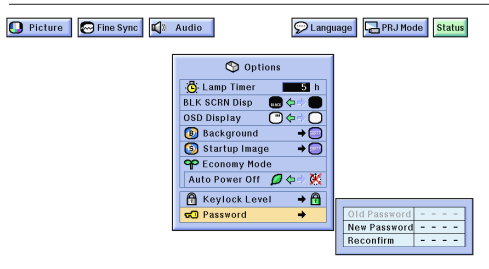 Picture Fine Sync Audio Language PRJ Mode Status
Options
Lamp Timer 5 h
BLK SCRN Disp
OSD Display
Background
Startup Image
Economy Mode
Auto Power Off
Keylock Level
Password
Old Password - - - -
New Password - - - -
Reconfirm - - - -